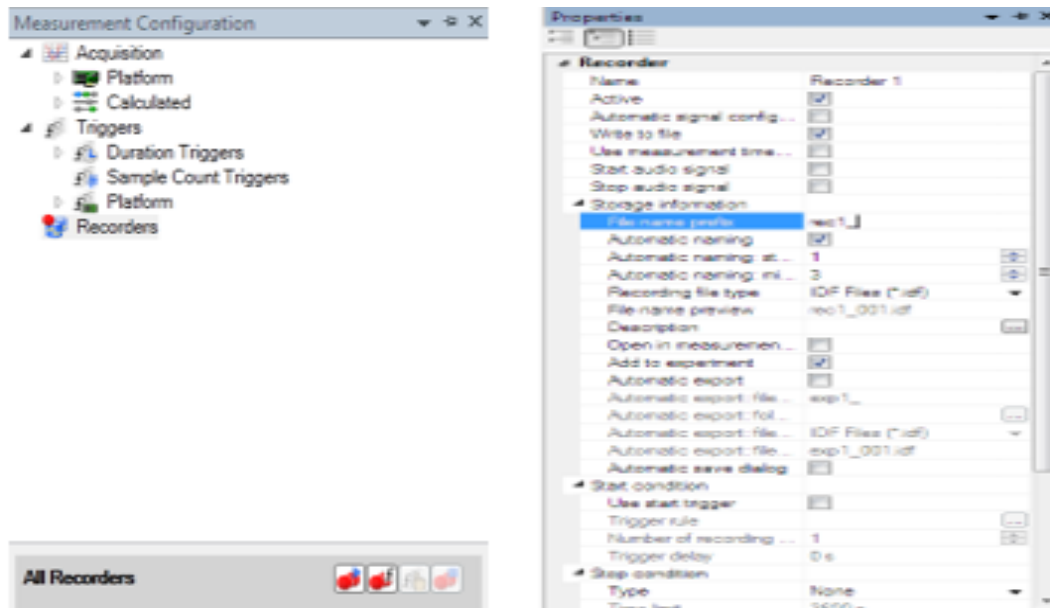 Measurement Configuration
Acquisition
Platform
Calculated
Triggers
Duration Triggers
Sample Count Triggers
Platform
Recorders
All Recorders
Properties
Recorder
Name Recorder 1
Active
Automatic signal config...
Write to file
Use measurement time...
Start audio signal
Stop audio signal
Storage information
File name prefix rec1_
Automatic naming
Automatic naming: st... 1
Automatic naming: mi... 3
Recording file type IDF Files (*.idf)
File name preview rec1_001.idf
Description
Open in measuremen...
Add to experiment
Automatic export
Automatic export: file... exp1_
Automatic export: fol...
Automatic export: file... IDF Files (*.idf)
Automatic export: file... exp1_001.idf
Automatic save dialog
Start condition
Use start trigger
Trigger rule
Number of recording ... 1
Trigger delay 0 s
Stop condition
Type None
Time limit 3600 s